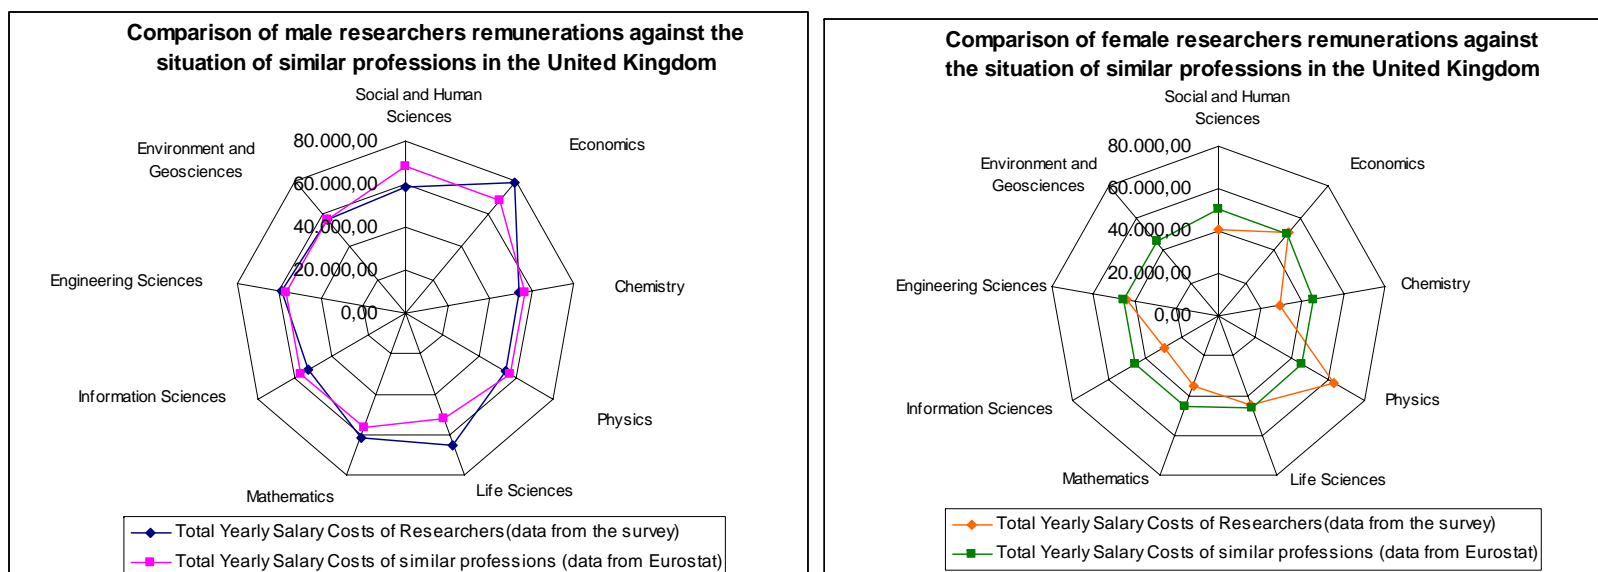 Comparison of male researchers remunerations against the
situation of similar professions in the United Kingdom
Social and Human
Sciences
Economics
Chemistry
Physics
Life Sciences
Mathematics
Information Sciences
Engineering Sciences
Environment and
Geosciences
80.000,00
60.000,00
40.000,00
20.000,00
0,00
Total Yearly Salary Costs of Researchers(data from the survey)
Total Yearly Salary Costs of similar professions (data from Eurostat)
Comparison of female researchers remunerations against
the situation of similar professions in the United Kingdom
Social and Human
Sciences
Economics
Chemistry
Physics
Life Sciences
Mathematics
Information Sciences
Engineering Sciences
Environment and
Geosciences
80.000,00
60.000,00
40.000,00
20.000,00
0,00
Total Yearly Salary Costs of Researchers(data from the survey)
Total Yearly Salary Costs of similar professions (data from Eurostat)